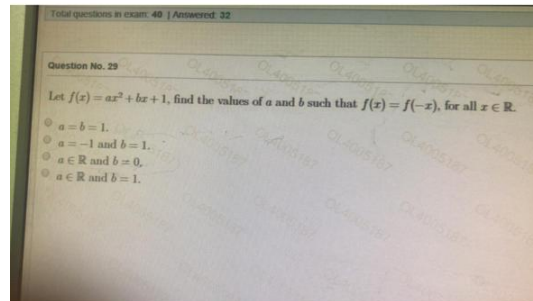 Total questions in exam: 40 | Answered: 32
Question No. 29
Let f(x) = ax² + bx + 1, find the values of a and b such that f(x) = f(−x), for all x ∈ ℝ.
a = b = 1.
a = −1 and b = 1.
a ∈ ℝ and b = 0,
a ∈ ℝ and b = 1.